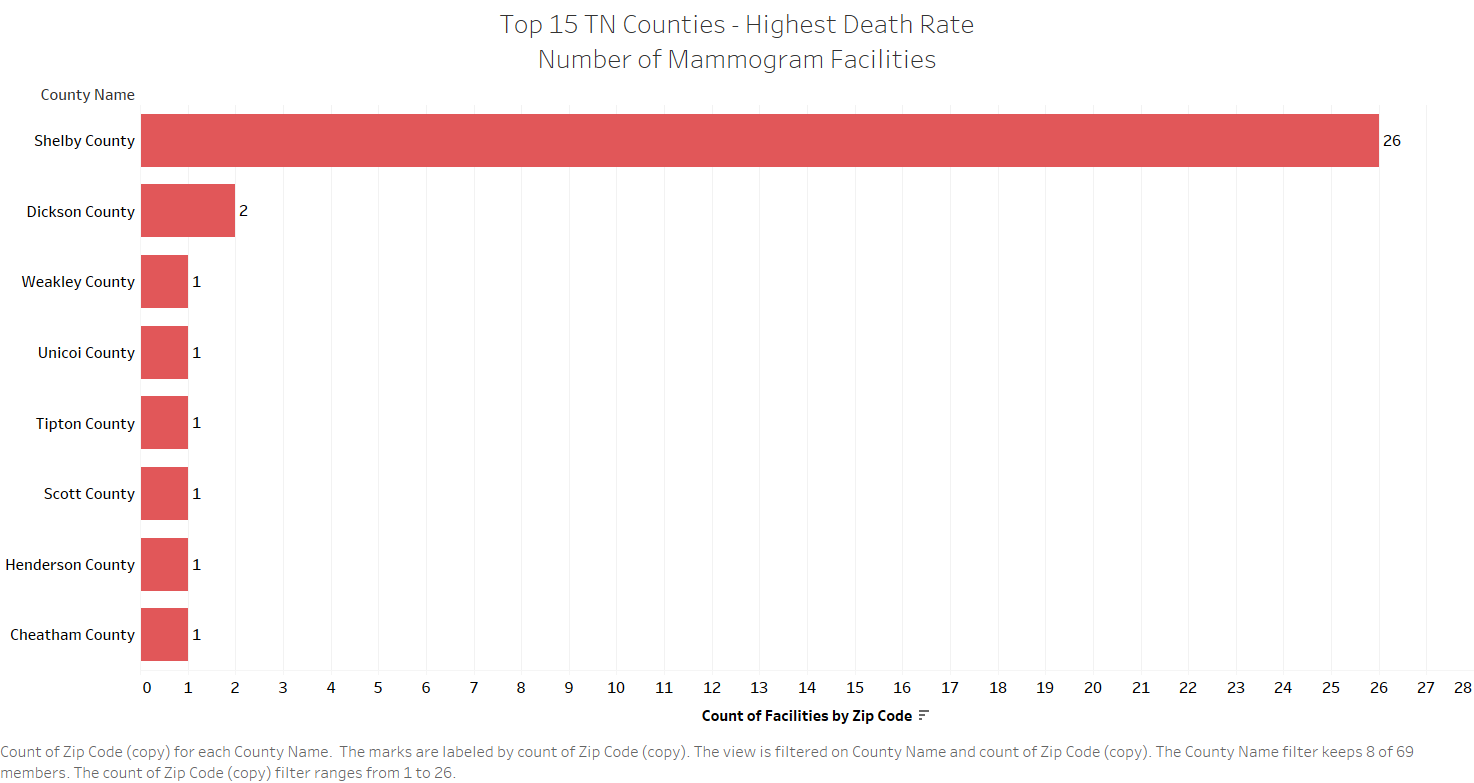 Top 15 TN Counties - Highest Death Rate
Number of Mammogram Facilities
County Name
Shelby County 26
Dickson County 2
Weakley County 1
Unicoi County 1
Tipton County 1
Scott County 1
Henderson County 1
Cheatham County 1
0 1 2 3 4 5 6 7 8 9 10 11 12 13 14 15 16 17 18 19 20 21 22 23 24 25 26 27 28
Count of Facilities by Zip Code
Count of Zip Code (copy) for each County Name.  The marks are labeled by count of Zip Code (copy). The view is filtered on County Name and count of Zip Code (copy). The County Name filter keeps 8 of 69
members. The count of Zip Code (copy) filter ranges from 1 to 26.